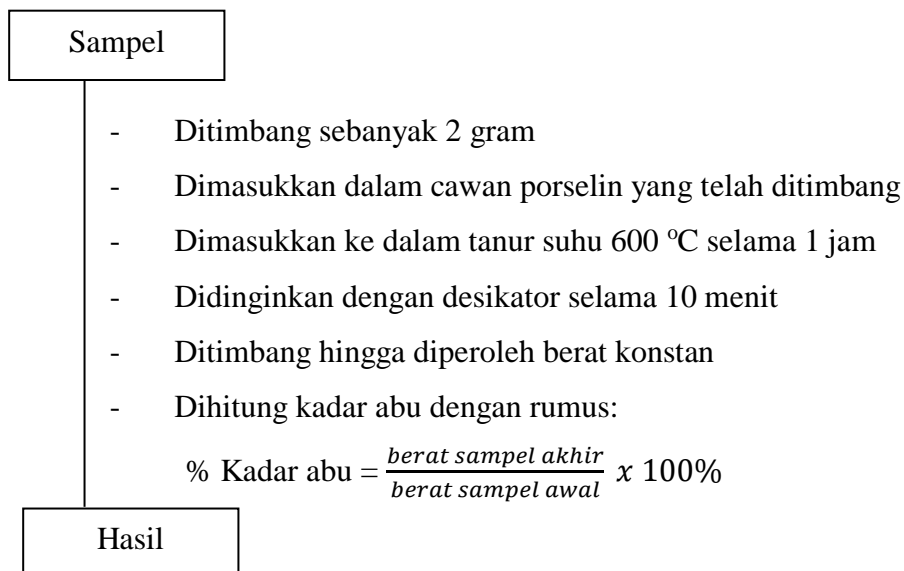 Sampel
- Ditimbang sebanyak 2 gram
- Dimasukkan dalam cawan porselin yang telah ditimbang
- Dimasukkan ke dalam tanur suhu 600 ºC selama 1 jam
- Didinginkan dengan desikator selama 10 menit
- Ditimbang hingga diperoleh berat konstan
- Dihitung kadar abu dengan rumus:
% Kadar abu = berat sampel akhir / berat sampel awal x 100%
Hasil